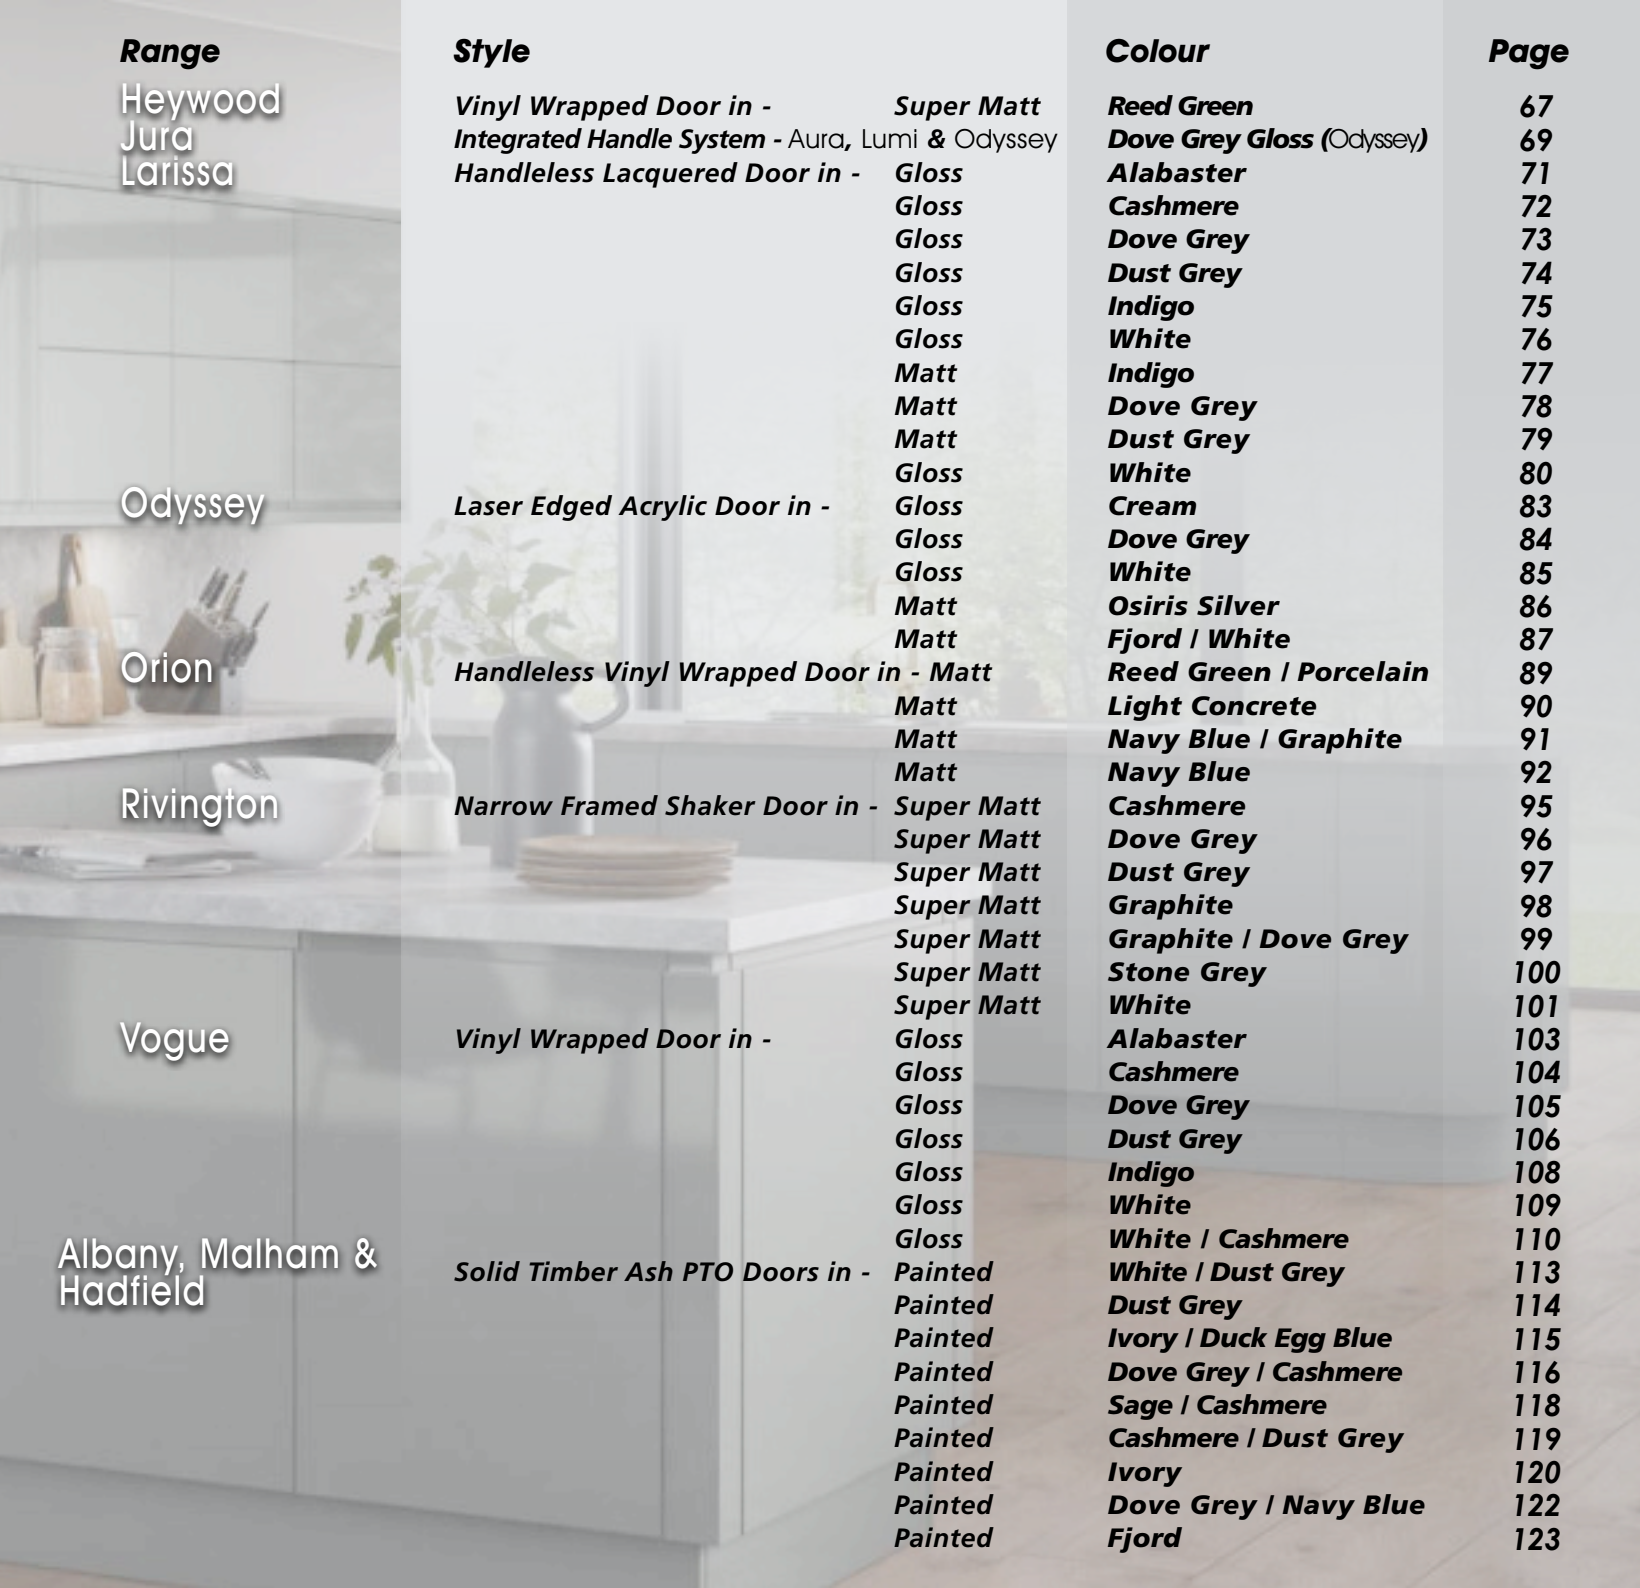 Range Style Colour Page
Heywood Vinyl Wrapped Door in - Super Matt Reed Green 67
Jura Integrated Handle System - Aura, Lumi & Odyssey Dove Grey Gloss (Odyssey) 69
Larissa Handleless Lacquered Door in - Gloss Alabaster 71
Gloss Cashmere 72
Gloss Dove Grey 73
Gloss Dust Grey 74
Gloss Indigo 75
Gloss White 76
Matt Indigo 77
Matt Dove Grey 78
Matt Dust Grey 79
Gloss White 80
Odyssey Laser Edged Acrylic Door in - Gloss Cream 83
Gloss Dove Grey 84
Gloss White 85
Matt Osiris Silver 86
Matt Fjord / White 87
Orion Handleless Vinyl Wrapped Door in - Matt Reed Green / Porcelain 89
Matt Light Concrete 90
Matt Navy Blue / Graphite 91
Matt Navy Blue 92
Rivington Narrow Framed Shaker Door in - Super Matt Cashmere 95
Super Matt Dove Grey 96
Super Matt Dust Grey 97
Super Matt Graphite 98
Super Matt Graphite / Dove Grey 99
Super Matt Stone Grey 100
Super Matt White 101
Vogue Vinyl Wrapped Door in - Gloss Alabaster 103
Gloss Cashmere 104
Gloss Dove Grey 105
Gloss Dust Grey 106
Gloss Indigo 108
Gloss White 109
Gloss White / Cashmere 110
Albany, Malham &
Hadfield Solid Timber Ash PTO Doors in - Painted White / Dust Grey 113
Painted Dust Grey 114
Painted Ivory / Duck Egg Blue 115
Painted Dove Grey / Cashmere 116
Painted Sage / Cashmere 118
Painted Cashmere / Dust Grey 119
Painted Ivory 120
Painted Dove Grey / Navy Blue 122
Painted Fjord 123